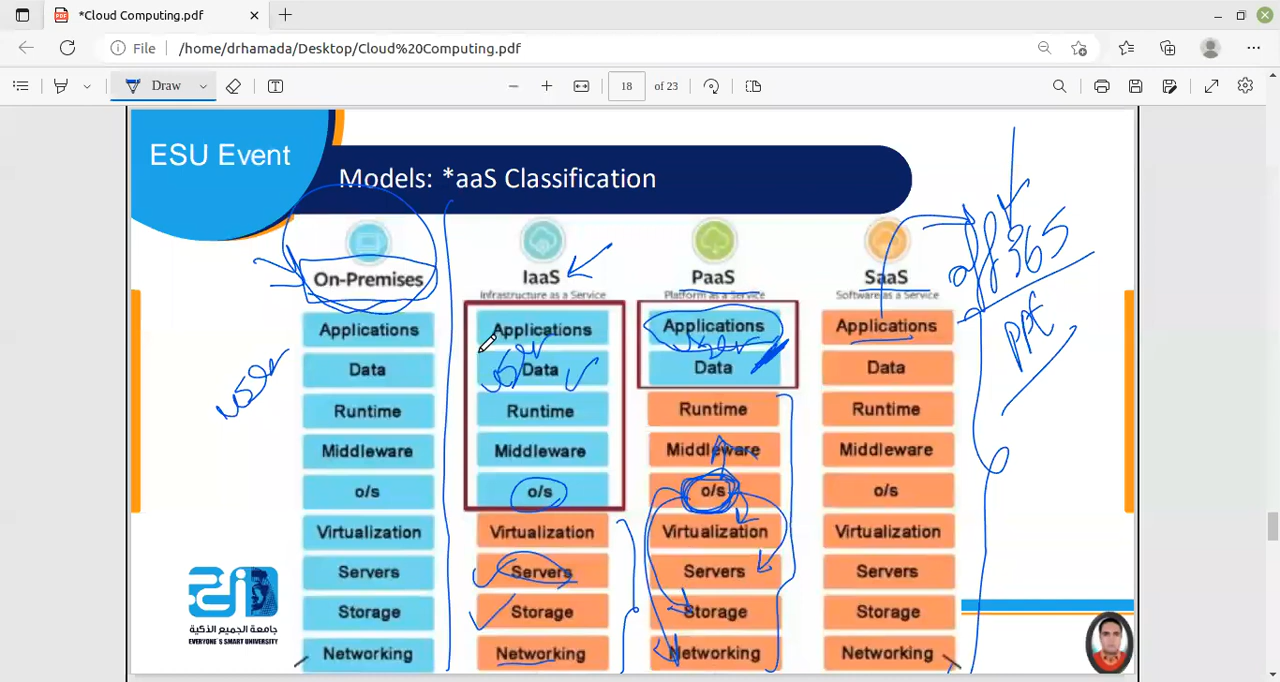 *Cloud Computing.pdf
File /home/drhamada/Desktop/Cloud%20Computing.pdf
Draw 18 of 23
ESU Event
Models: *aaS Classification
On-Premises
Applications
Data
Runtime
Middleware
o/s
Virtualization
Servers
Storage
Networking
user
IaaS
Infrastructure as a Service
Applications
user
Data
Runtime
Middleware
o/s
Virtualization
Servers
Storage
Networking
PaaS
Platform as a Service
Applications
user
Data
Runtime
Middleware
o/s
Virtualization
Servers
Storage
Networking
SaaS
Software as a Service
Applications
Data
Runtime
Middleware
o/s
Virtualization
Servers
Storage
Networking
off 365
PPt
جامعة الجميع الذكية
EVERYONE'S SMART UNIVERSITY